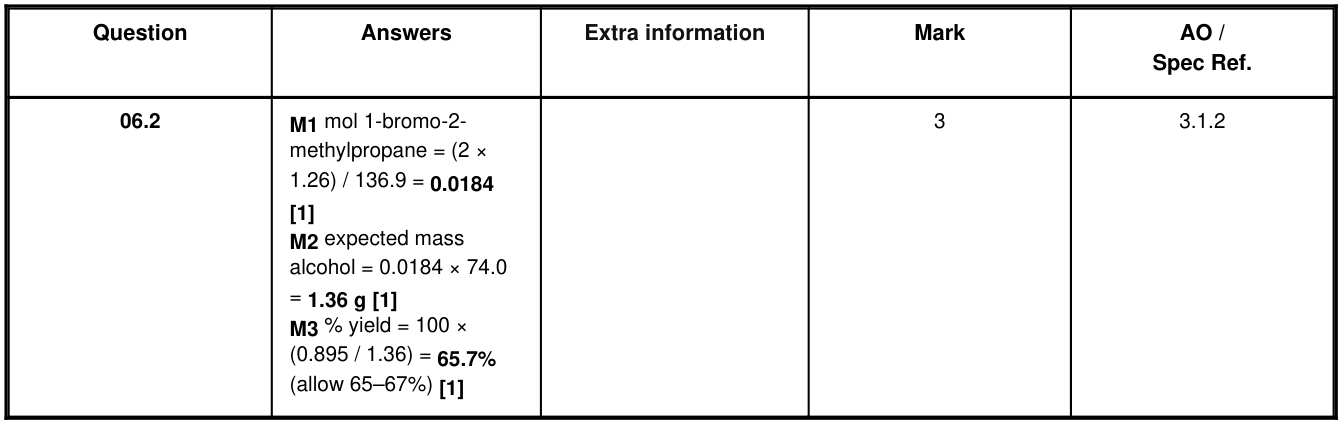 Question Answers Extra information Mark AO /
Spec Ref.
06.2 M1 mol 1-bromo-2- 3 3.1.2
methylpropane = (2 ×
1.26) / 136.9 = 0.0184
[1]
M2 expected mass
alcohol = 0.0184 × 74.0
= 1.36 g [1]
M3 % yield = 100 ×
(0.895 / 1.36) = 65.7%
(allow 65–67%) [1]